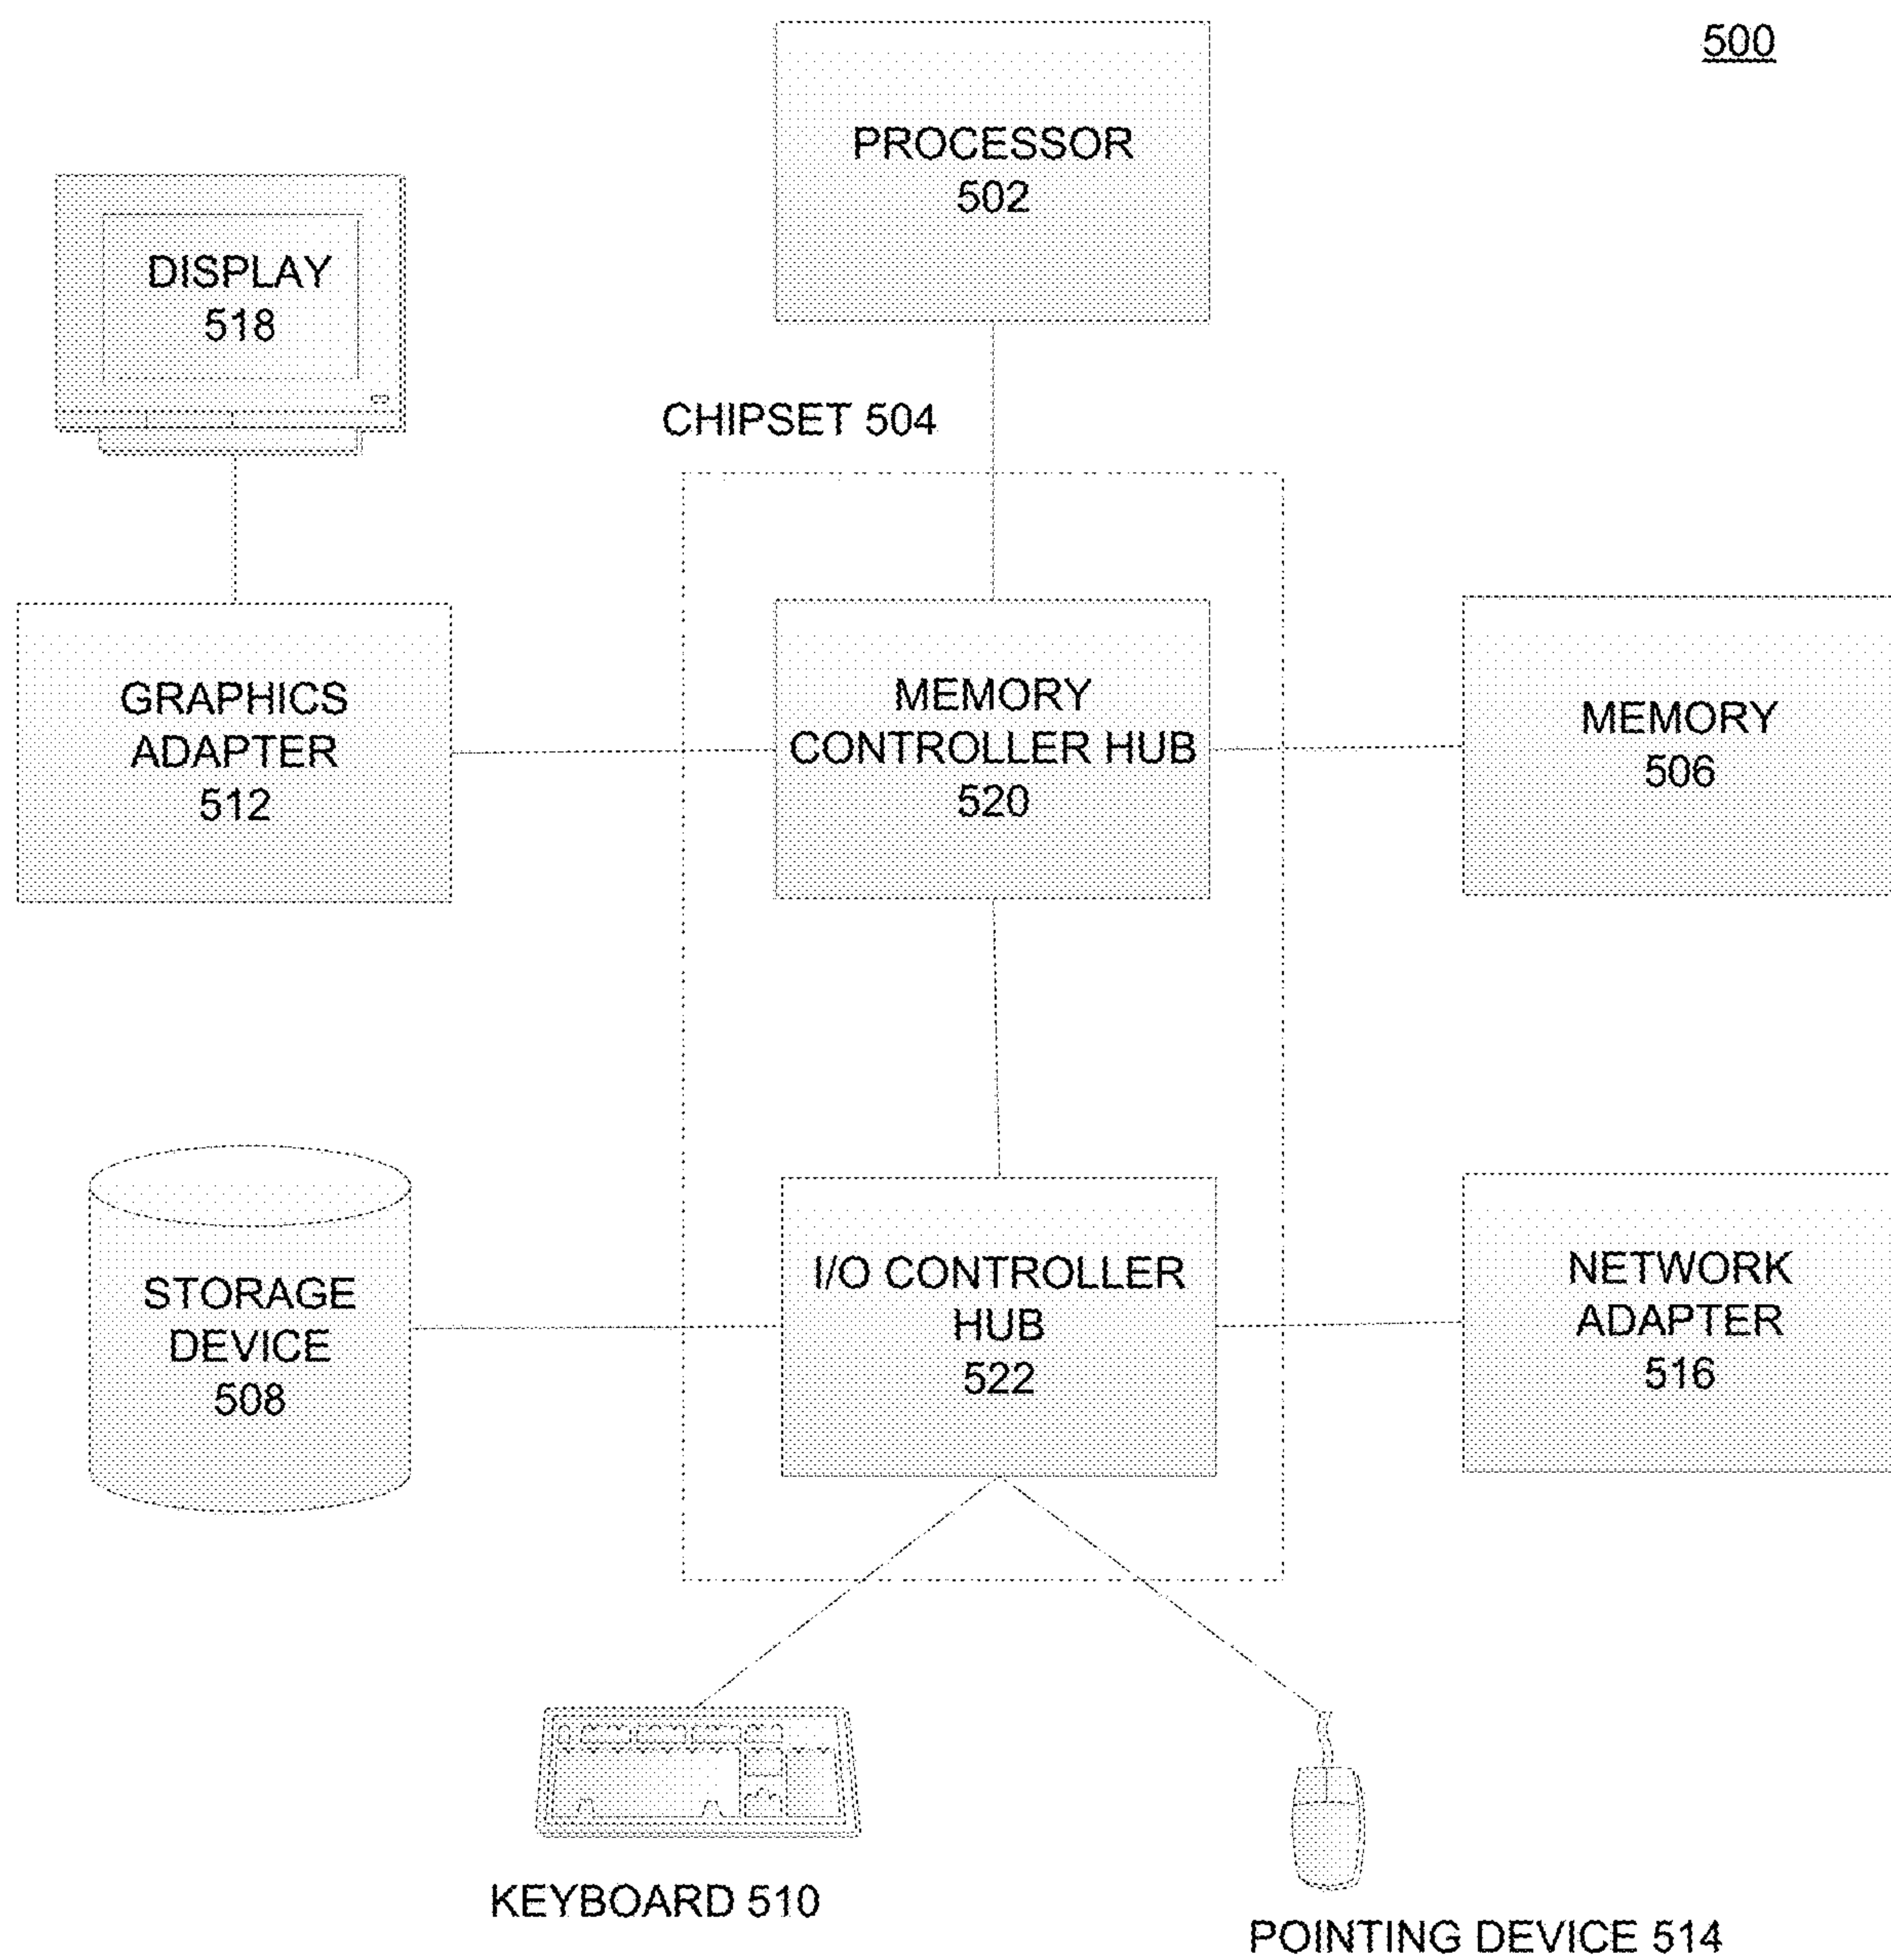 500
PROCESSOR
502
DISPLAY
518
CHIPSET 504
GRAPHICS
ADAPTER
512
MEMORY
CONTROLLER HUB
520
MEMORY
506
STORAGE
DEVICE
508
I/O CONTROLLER
HUB
522
NETWORK
ADAPTER
516
KEYBOARD 510
POINTING DEVICE 514